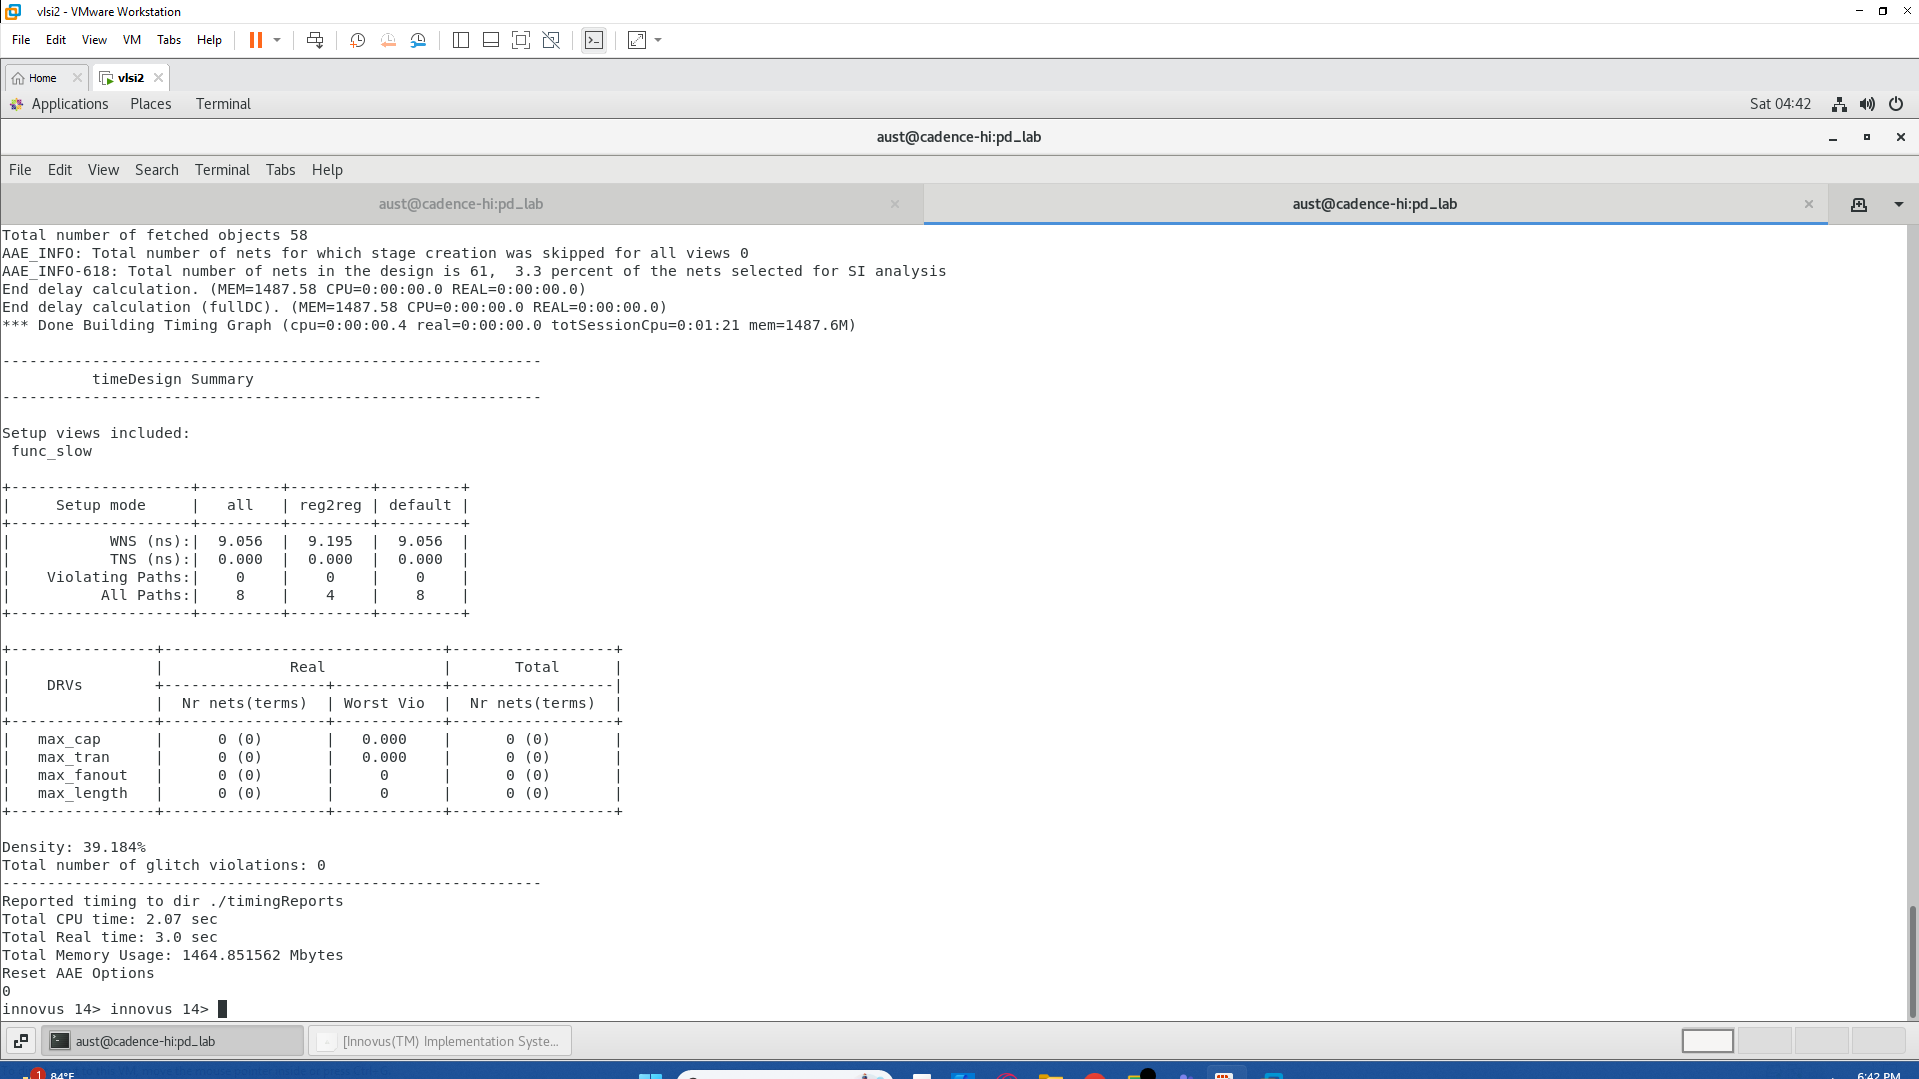 vlsi2 - VMware Workstation
File Edit View VM Tabs Help
Home vlsi2
Applications Places Terminal Sat 04:42
aust@cadence-hi:pd_lab
File Edit View Search Terminal Tabs Help
aust@cadence-hi:pd_lab aust@cadence-hi:pd_lab
Total number of fetched objects 58
AAE_INFO: Total number of nets for which stage creation was skipped for all views 0
AAE_INFO-618: Total number of nets in the design is 61,  3.3 percent of the nets selected for SI analysis
End delay calculation. (MEM=1487.58 CPU=0:00:00.0 REAL=0:00:00.0)
End delay calculation (fullDC). (MEM=1487.58 CPU=0:00:00.0 REAL=0:00:00.0)
*** Done Building Timing Graph (cpu=0:00:00.4 real=0:00:00.0 totSessionCpu=0:01:21 mem=1487.6M)
------------------------------------------------------------
          timeDesign Summary
------------------------------------------------------------
Setup views included:
 func_slow
+--------------------+---------+---------+---------+
|     Setup mode     |   all   | reg2reg | default |
+--------------------+---------+---------+---------+
|           WNS (ns):|  9.056  |  9.195  |  9.056  |
|           TNS (ns):|  0.000  |  0.000  |  0.000  |
|    Violating Paths:|    0    |    0    |    0    |
|          All Paths:|    8    |    4    |    8    |
+--------------------+---------+---------+---------+
+----------------+-------------------------------+------------------+
|                |              Real             |       Total      |
|    DRVs        +------------------+------------+------------------|
|                |  Nr nets(terms)  | Worst Vio  |  Nr nets(terms)  |
+----------------+------------------+------------+------------------+
|   max_cap      |      0 (0)       |   0.000    |      0 (0)       |
|   max_tran     |      0 (0)       |   0.000    |      0 (0)       |
|   max_fanout   |      0 (0)       |     0      |      0 (0)       |
|   max_length   |      0 (0)       |     0      |      0 (0)       |
+----------------+------------------+------------+------------------+
Density: 39.184%
Total number of glitch violations: 0
------------------------------------------------------------
Reported timing to dir ./timingReports
Total CPU time: 2.07 sec
Total Real time: 3.0 sec
Total Memory Usage: 1464.851562 Mbytes
Reset AAE Options
0
innovus 14> innovus 14>
aust@cadence-hi:pd_lab [Innovus(TM) Implementation Syste...
1 84°F 6:42 PM